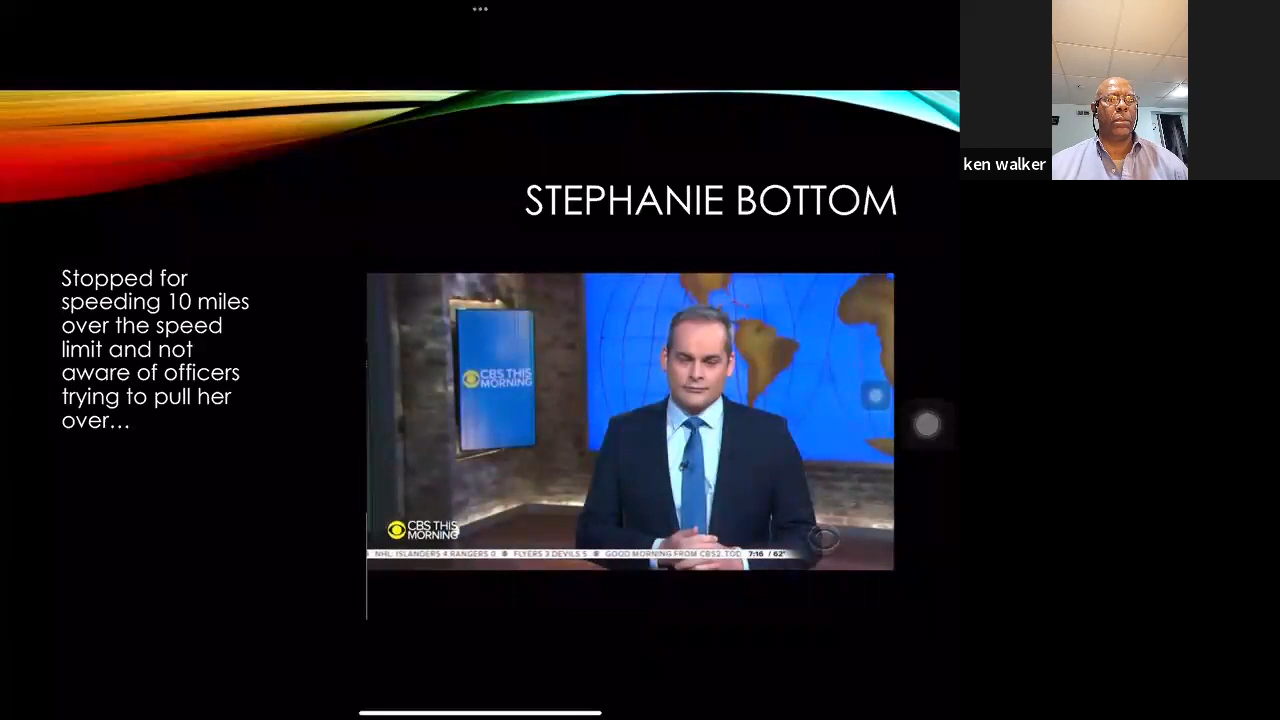 STEPHANIE BOTTOM
ken walker
Stopped for
speeding 10 miles
over the speed
limit and not
aware of officers
trying to pull her
over…
CBS THIS
MORNING
CBS THIS
MORNING
NHL: ISLANDERS 4 RANGERS 0 FLYERS 3 DEVILS 5 GOOD MORNING FROM CBS2. TOD 7:16 / 62°